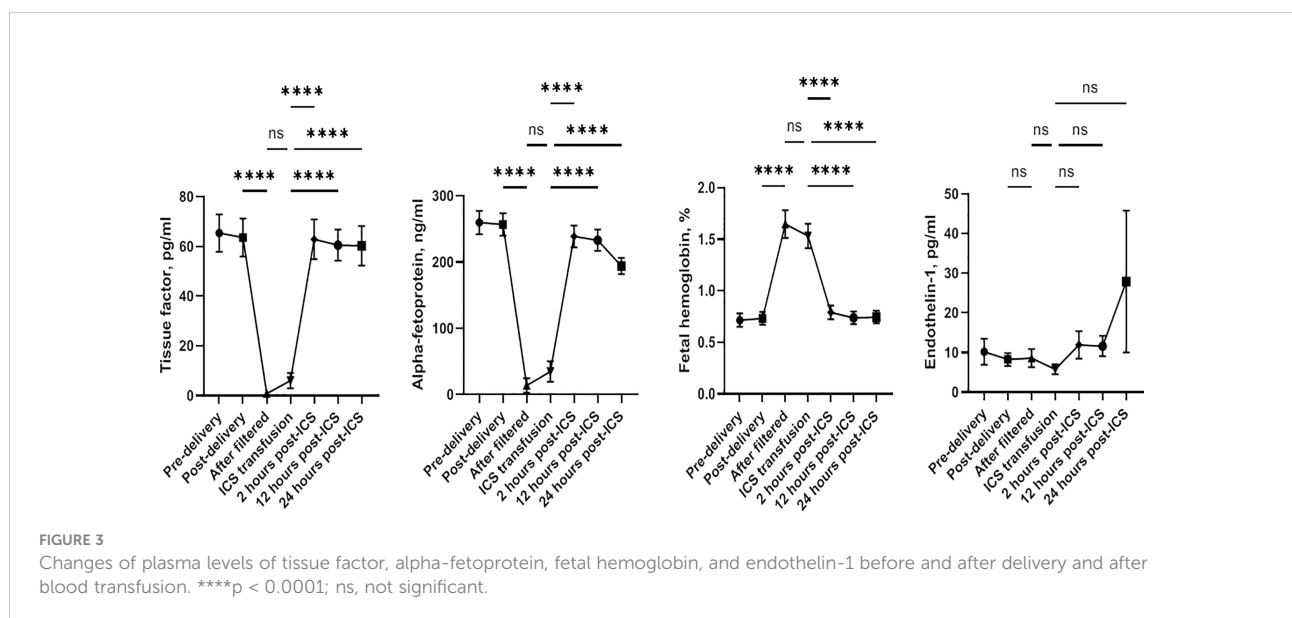 ****
ns
****
****
****
Tissue factor, pg/ml
80
60
40
20
0
Pre-delivery
Post-delivery
After filtered
ICS transfusion
2 hours post-ICS
12 hours post-ICS
24 hours post-ICS
****
ns
****
****
****
Alpha-fetoprotein, ng/ml
300
200
100
0
Pre-delivery
Post-delivery
After filtered
ICS transfusion
2 hours post-ICS
12 hours post-ICS
24 hours post-ICS
****
ns
****
****
****
Fetal hemoglobin, %
2.0
1.5
1.0
0.5
0.0
Pre-delivery
Post-delivery
After filtered
ICS transfusion
2 hours post-ICS
12 hours post-ICS
24 hours post-ICS
ns
ns
ns
ns
ns
Endothelin-1, pg/ml
50
40
30
20
10
0
Pre-delivery
Post-delivery
After filtered
ICS transfusion
2 hours post-ICS
12 hours post-ICS
24 hours post-ICS
FIGURE 3
Changes of plasma levels of tissue factor, alpha-fetoprotein, fetal hemoglobin, and endothelin-1 before and after delivery and after
blood transfusion. ****p < 0.0001; ns, not significant.